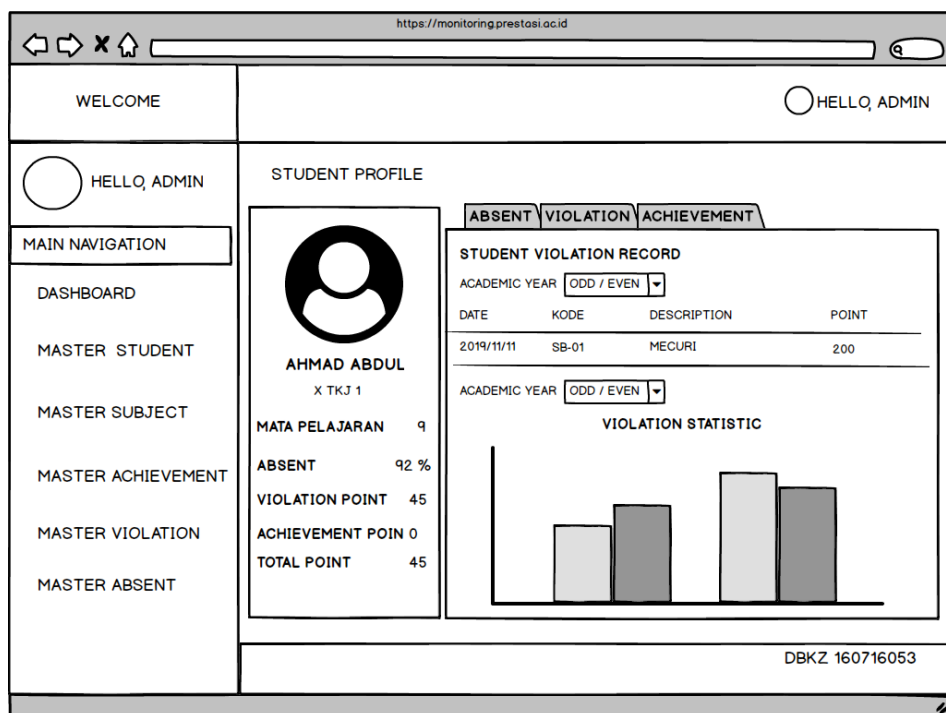 https://monitoring.prestasi.ac.id
WELCOME
HELLO, ADMIN
HELLO, ADMIN
MAIN NAVIGATION
DASHBOARD
MASTER STUDENT
MASTER SUBJECT
MASTER ACHIEVEMENT
MASTER VIOLATION
MASTER ABSENT
STUDENT PROFILE
AHMAD ABDUL
X TKJ 1
MATA PELAJARAN 9
ABSENT 92 %
VIOLATION POINT 45
ACHIEVEMENT POIN 0
TOTAL POINT 45
ABSENT VIOLATION ACHIEVEMENT
STUDENT VIOLATION RECORD
ACADEMIC YEAR ODD / EVEN
DATE KODE DESCRIPTION POINT
2019/11/11 SB-01 MECURI 200
ACADEMIC YEAR ODD / EVEN
VIOLATION STATISTIC
DBKZ 160716053